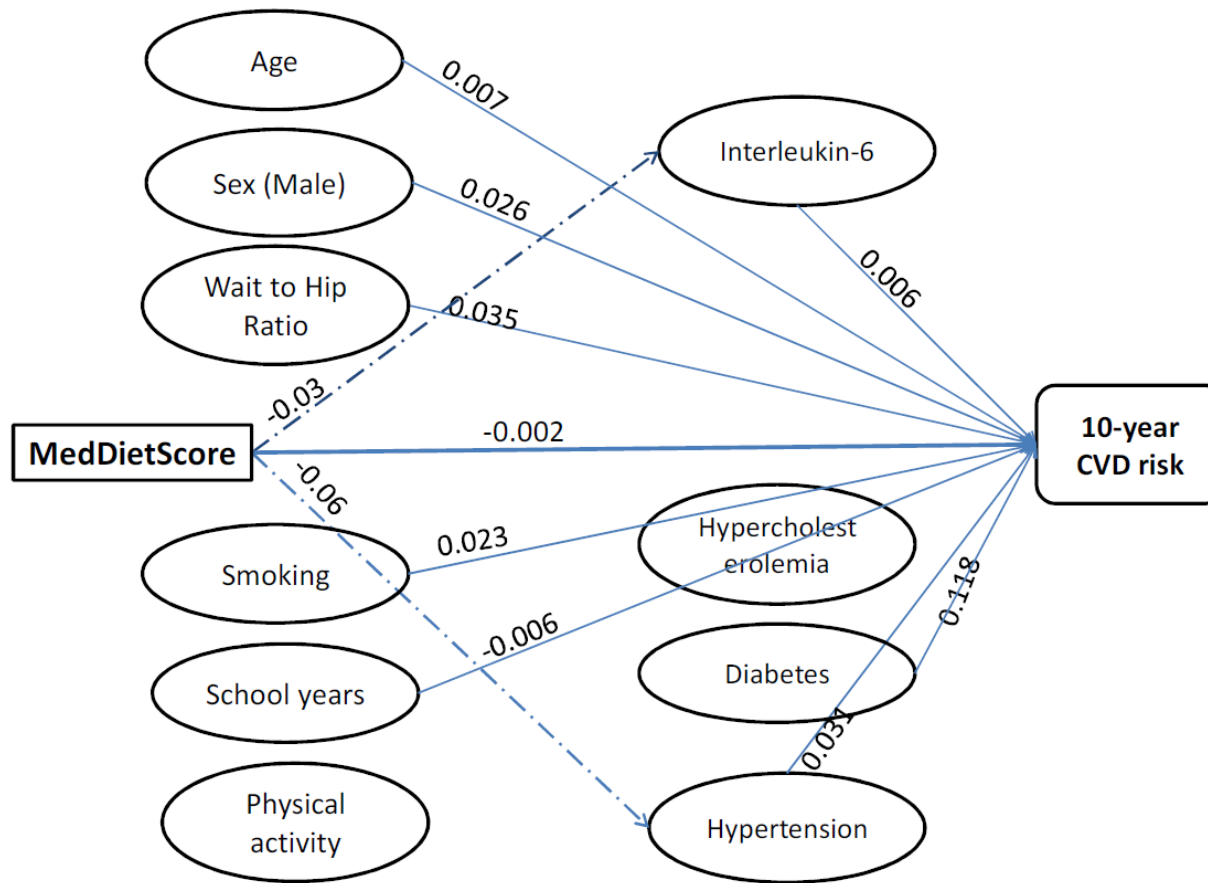 Age
0.007
Interleukin-6
Sex (Male)
0.026
0.006
Wait to Hip
Ratio
0.035
-0.03
MedDietScore
-0.002
10-year
CVD risk
-0.06
Smoking
0.023
Hypercholest
erolemia
0.118
-0.006
School years
Diabetes
0.031
Physical
activity
Hypertension